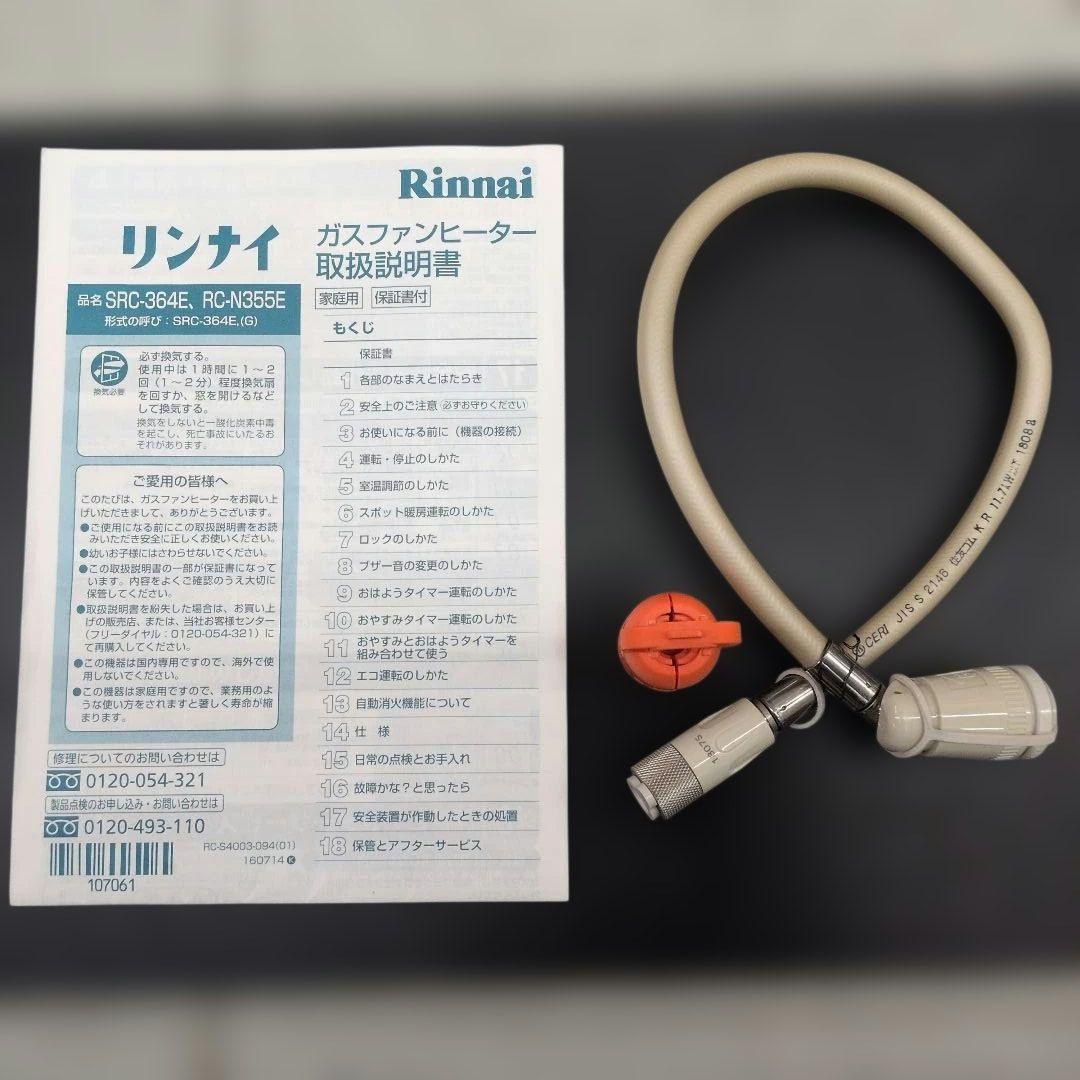 Rinnai
リンナイ
ガスファンヒーター
取扱説明書
家庭用 保証書付
品名 SRC-364E、RC-N355E
形式の呼び:SRC-364E,(G)
換気必要
必ず換気する。
使用中は1時間に1~2
回(1~2分)程度換気扇
を回すか、窓を開けるなど
して換気する。
換気をしないと一酸化炭素中毒
を起こし、死亡事故にいたるお
それがあります。
ご愛用の皆様へ
このたびは、ガスファンヒーターをお買い上
げいただきまして、ありがとうございます。
●ご使用になる前にこの取扱説明書をお読
みいただき安全に正しくお使いください。
●幼いお子様にはさわらせないでください。
●この取扱説明書の一部が保証書になって
います。内容をよくご確認のうえ大切に
保管してください。
●取扱説明書を紛失した場合は、お買い上
げの販売店、または、当社お客様センター
(フリーダイヤル:0120-054-321)に
て再購入してください。
●この機器は国内専用ですので、海外で使
用しないでください。
●この機器は家庭用ですので、業務用のよ
うな使い方をされますと著しく寿命が縮
まります。
修理についてのお問い合わせは
0120-054-321
製品点検のお申し込み・お問い合わせは
0120-493-110
107061
RC-S4003-094(01)
160714 K
もくじ
保証書
1 各部のなまえとはたらき
2 安全上のご注意 必ずお守りください
3 お使いになる前に(機器の接続)
4 運転・停止のしかた
5 室温調節のしかた
6 スポット暖房運転のしかた
7 ロックのしかた
8 ブザー音の変更のしかた
9 おはようタイマー運転のしかた
10 おやすみタイマー運転のしかた
11 おやすみとおはようタイマーを
組み合わせて使う
12 エコ運転のしかた
13 自動消火機能について
14 仕 様
15 日常の点検とお手入れ
16 故障かな?と思ったら
17 安全装置が作動したときの処置
18 保管とアフターサービス
CERI JIS S 2146 住友ゴム K R 11.7 1808
1807S